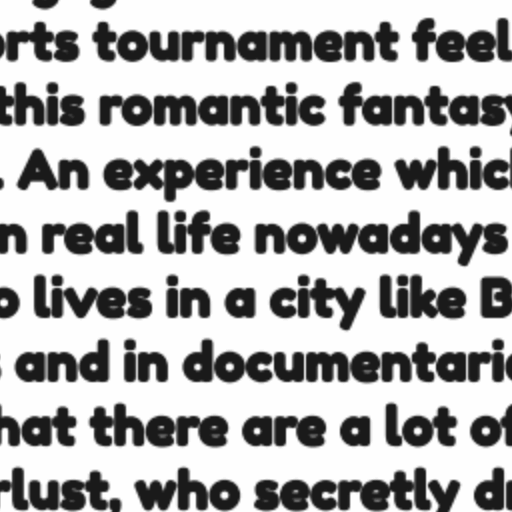 orts tournament feel
this romantic fantasy
. An experience which
n real life nowadays
o lives in a city like B
and in documentari
hat there are a lot of
rlust, who secretly d